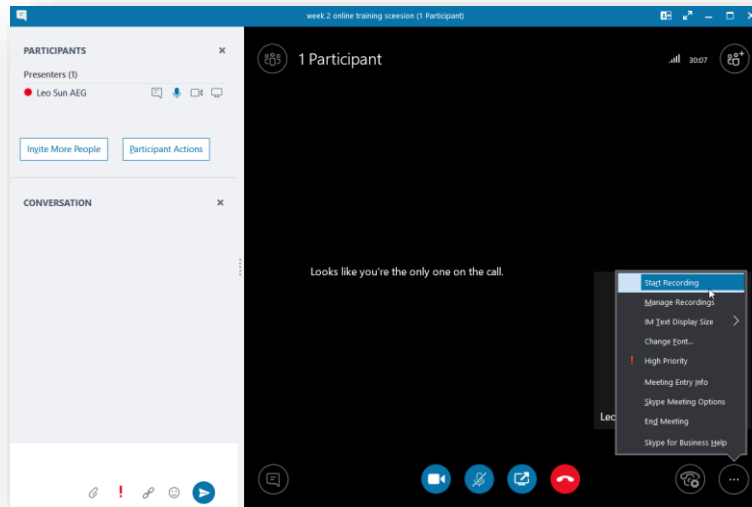 week 2 online training sceesion (1 Participant)
PARTICIPANTS
Presenters (1)
Leo Sun AEG
Invite More People
Participant Actions
CONVERSATION
1 Participant
30:07
Looks like you're the only one on the call.
Start Recording
Manage Recordings
IM Text Display Size
Change Font...
! High Priority
Meeting Entry Info
Skype Meeting Options
End Meeting
Skype for Business Help